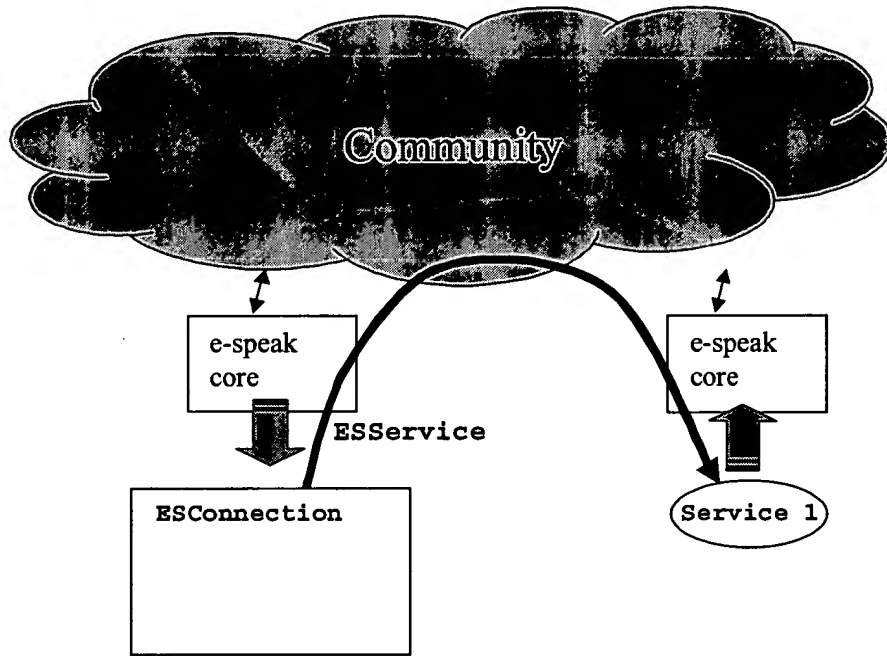 Community
e-speak
core
e-speak
core
ESService
ESConnection
Service 1